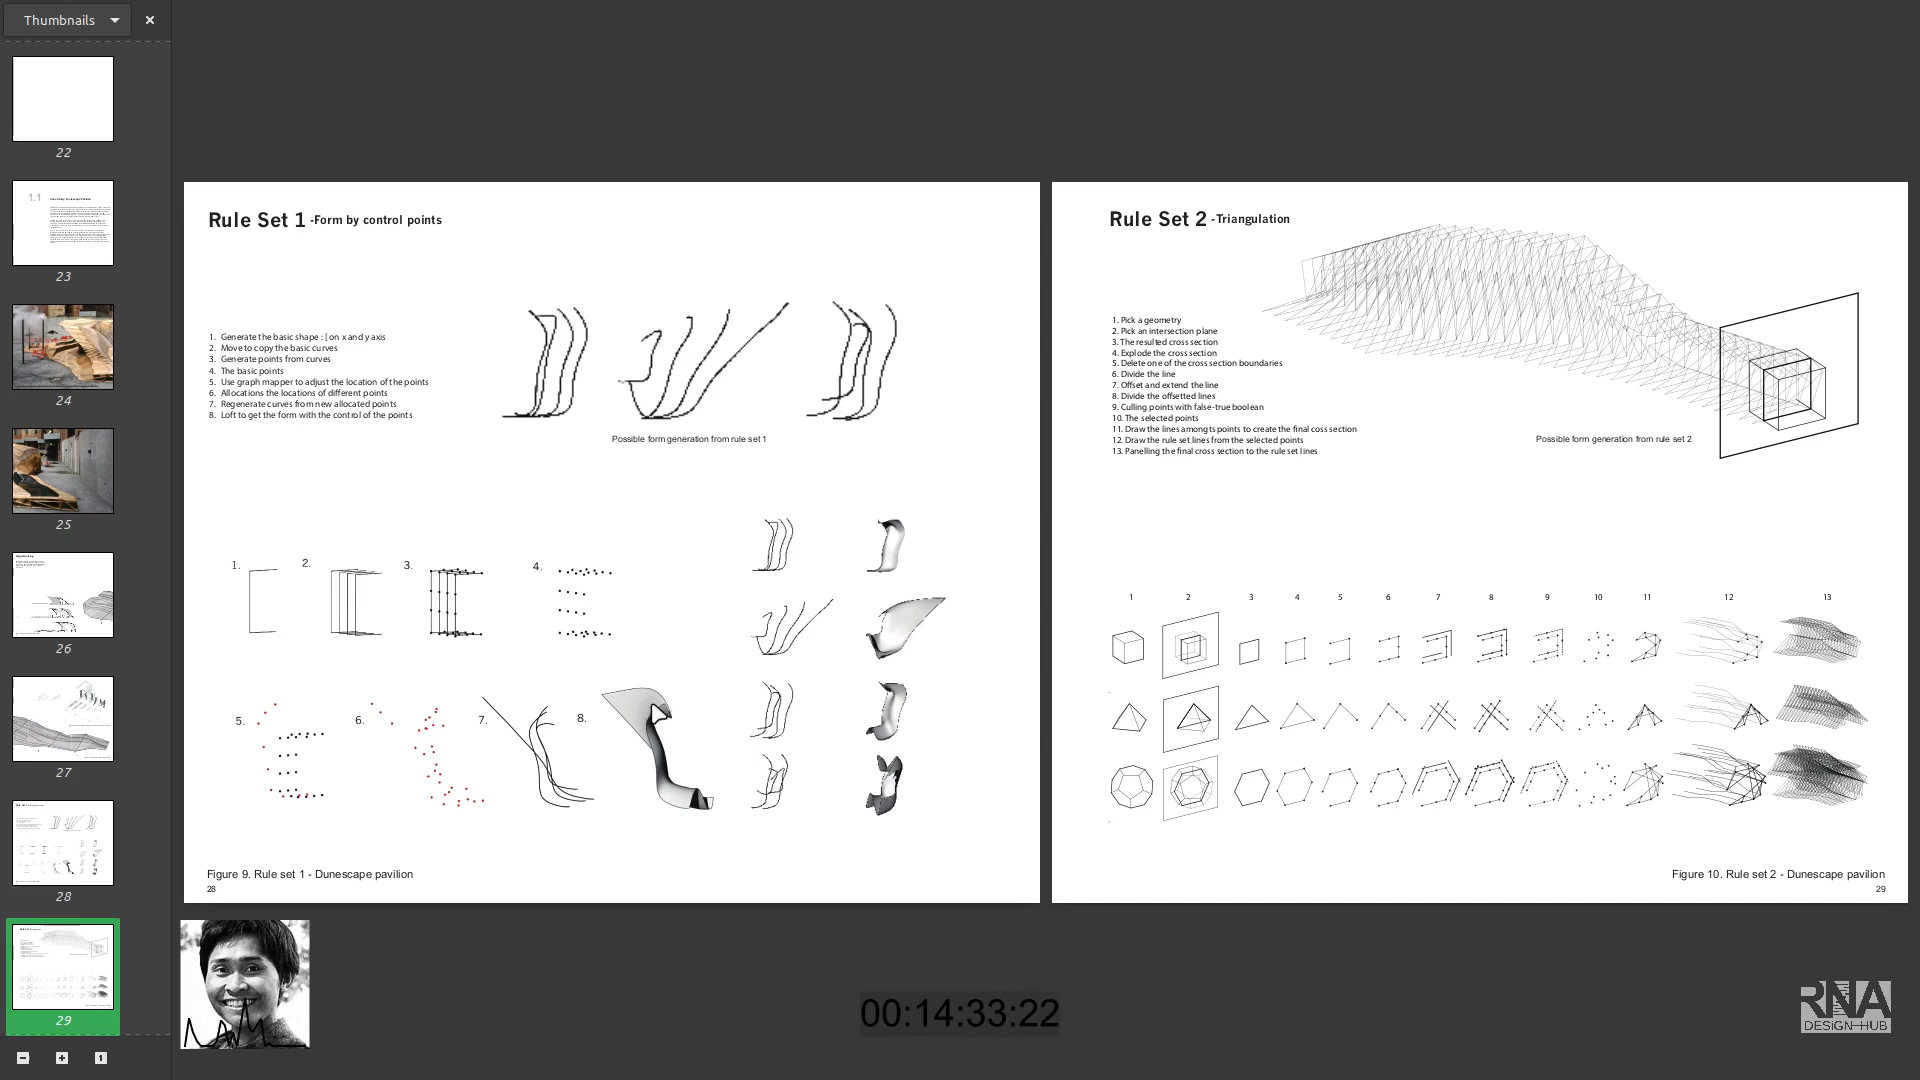 Thumbnails
22
1.1
23
24
25
26
27
28
29
Rule Set 1 -Form by control points
1. Generate the basic shape : [ on x and y axis
2. Move to copy the basic curves
3. Generate points from curves
4. The basic points
5. Use graph mapper to adjust the location of the points
6. Allocations the locations of different points
7. Regenerate curves from new allocated points
8. Loft to get the form with the control of the points
Possible form generation from rule set 1
1. 2. 3. 4.
5. 6. 7. 8.
Figure 9. Rule set 1 - Dunescape pavilion
28
Rule Set 2 -Triangulation
1. Pick a geometry
2. Pick an intersection plane
3. The resulted cross section
4. Explode the cross section
5. Delete one of the cross section boundaries
6. Divide the line
7. Offset and extend the line
8. Divide the offsetted lines
9. Culling points with false-true boolean
10. The selected points
11. Draw the lines amongts points to create the final coss section
12. Draw the rule set lines from the selected points
13. Panelling the final cross section to the rule set lines
Possible form generation from rule set 2
1 2 3 4 5 6 7 8 9 10 11 12 13
Figure 10. Rule set 2 - Dunescape pavilion
29
00:14:33:22
RNA
DESiGN-HUB
1